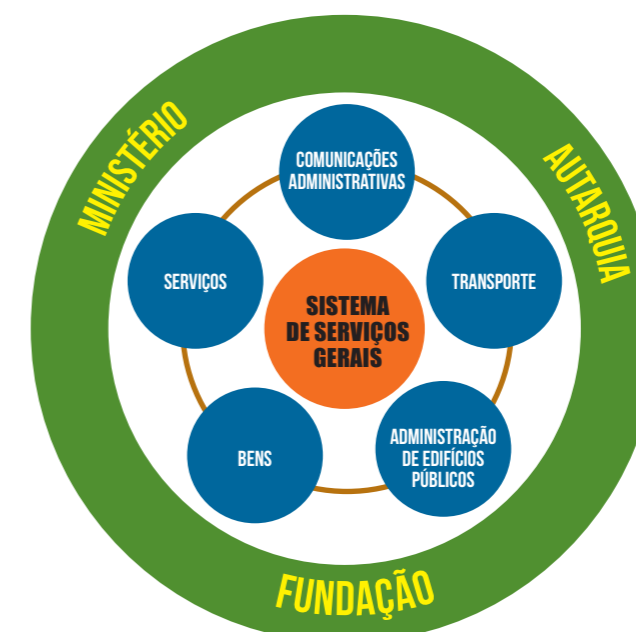 MINISTÉRIO
AUTARQUIA
COMUNICAÇÕES
ADMINISTRATIVAS
SERVIÇOS
TRANSPORTE
SISTEMA
DE SERVIÇOS
GERAIS
BENS
ADMINISTRAÇÃO
DE EDIFÍCIOS
PÚBLICOS
FUNDAÇÃO